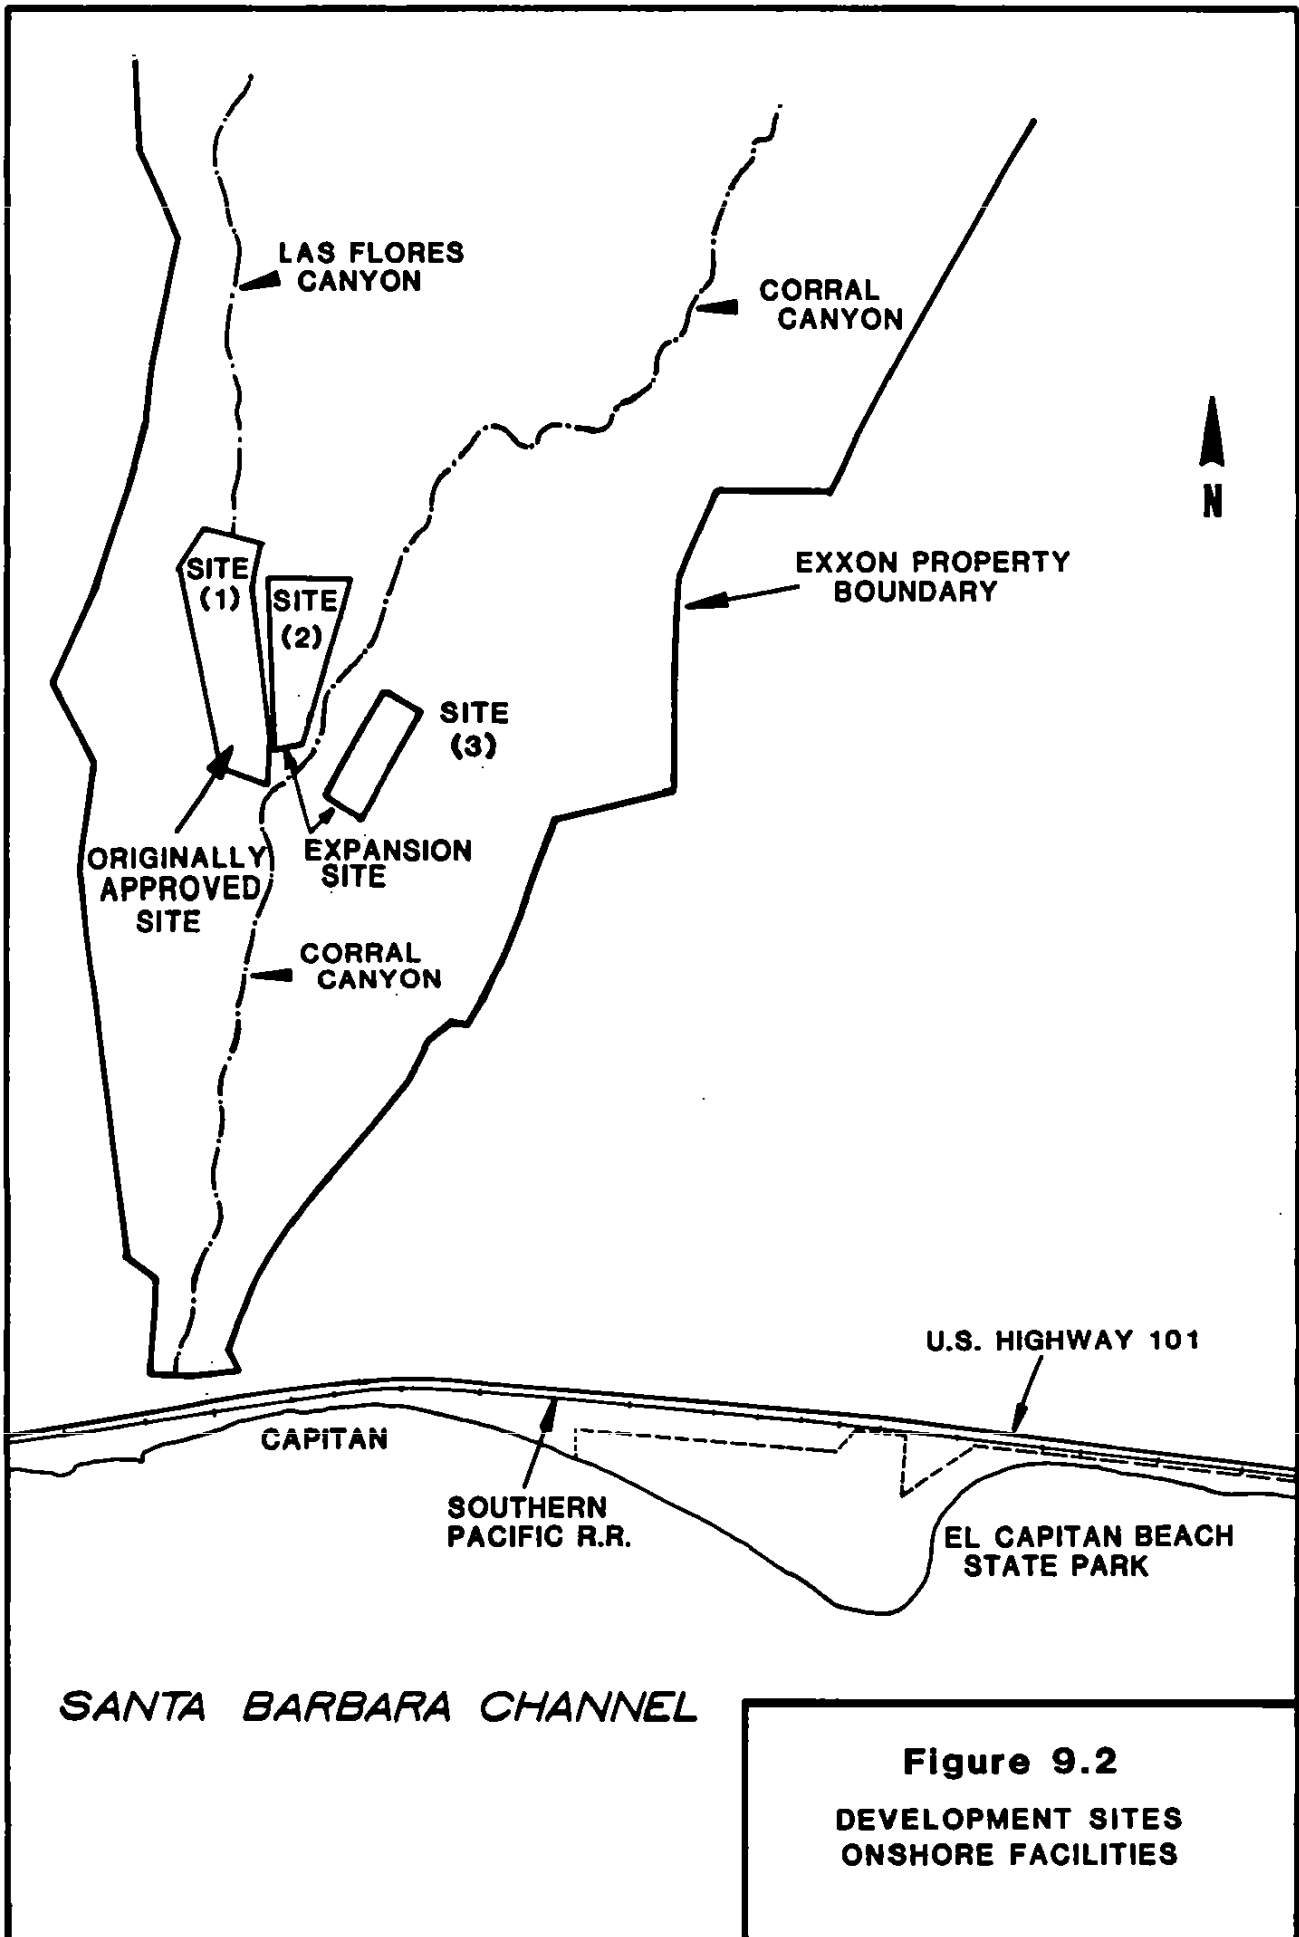 LAS FLORES
CANYON
CORRAL
CANYON
N
EXXON PROPERTY
BOUNDARY
SITE
(1)
SITE
(2)
SITE
(3)
ORIGINALLY
APPROVED
SITE
EXPANSION
SITE
CORRAL
CANYON
U.S. HIGHWAY 101
CAPITAN
SOUTHERN
PACIFIC R.R.
EL CAPITAN BEACH
STATE PARK
SANTA BARBARA CHANNEL
Figure 9.2
DEVELOPMENT SITES
ONSHORE FACILITIES